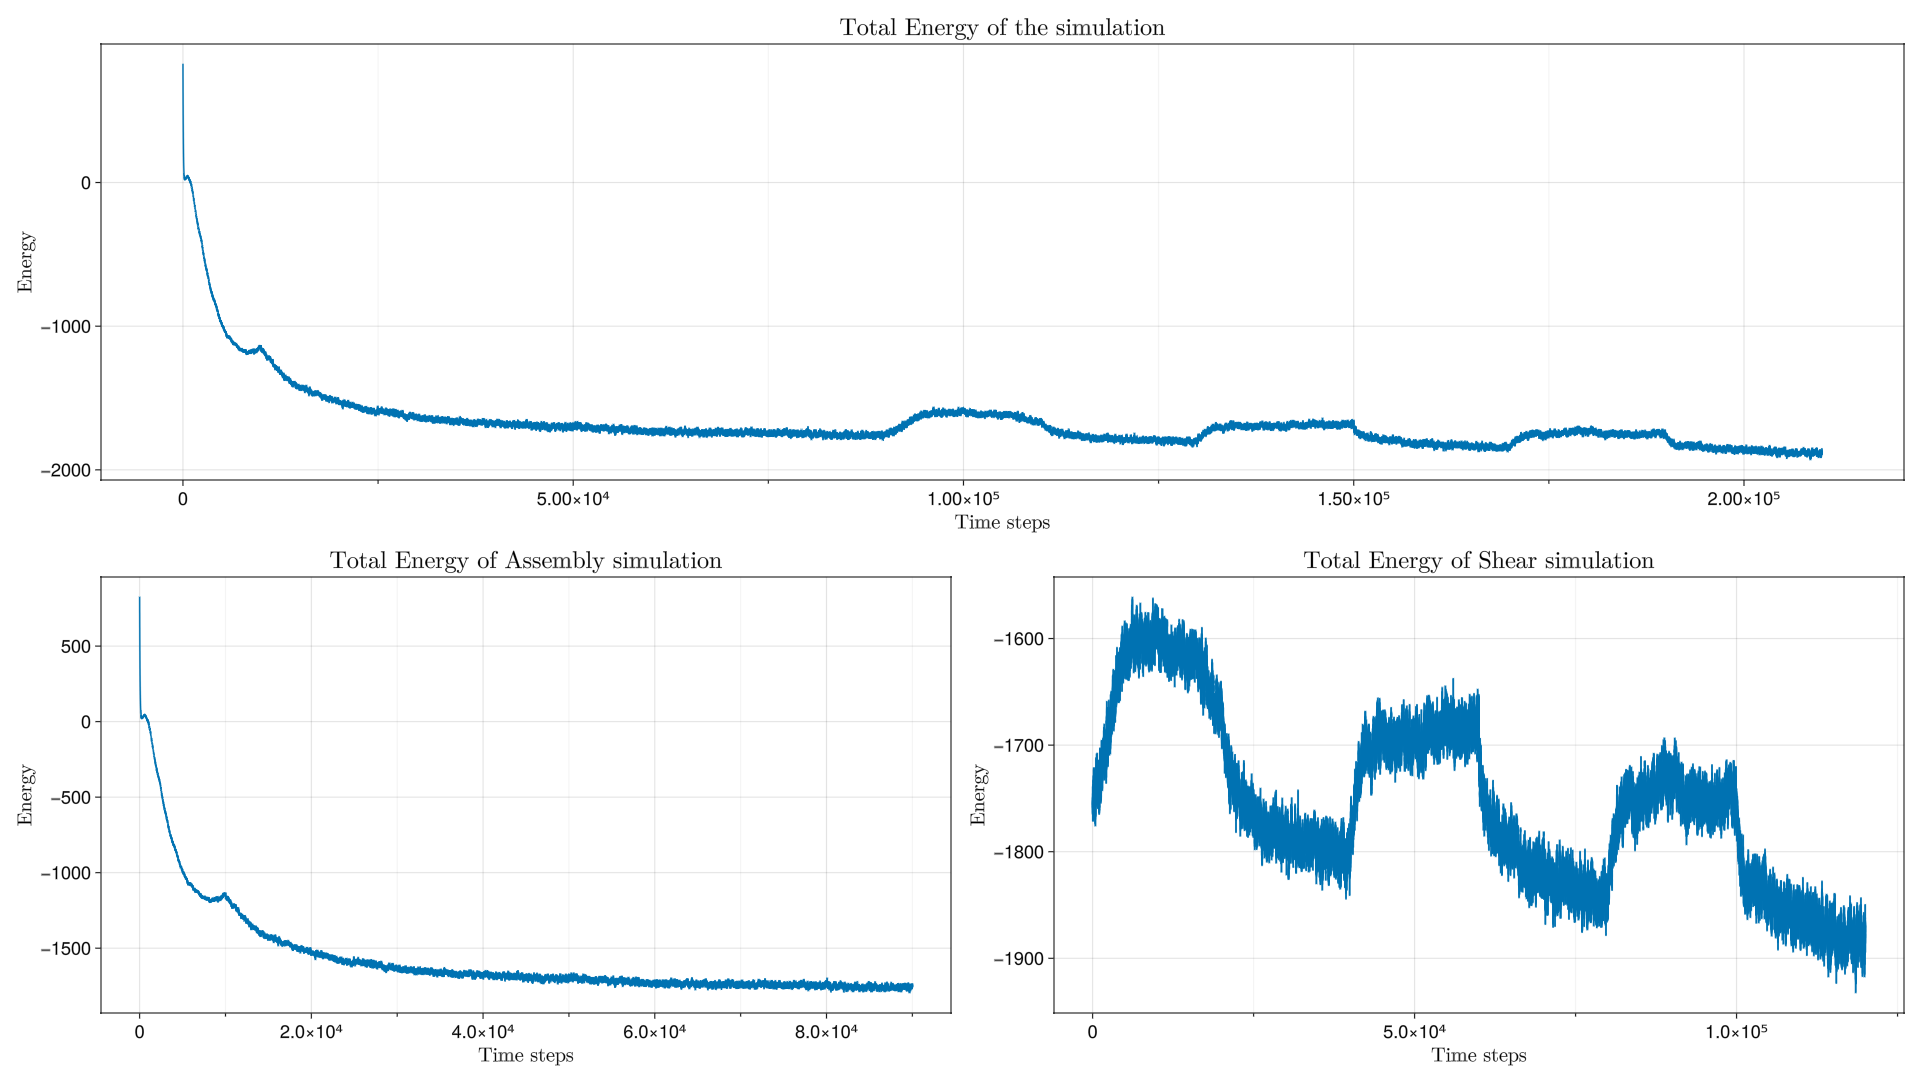 Total Energy of the simulation
Energy
0
−1000
−2000
0
5.00×10⁴
1.00×10⁵
1.50×10⁵
2.00×10⁵
Time steps
Total Energy of Assembly simulation
Energy
500
0
−500
−1000
−1500
0
2.0×10⁴
4.0×10⁴
6.0×10⁴
8.0×10⁴
Time steps
Total Energy of Shear simulation
Energy
−1600
−1700
−1800
−1900
0
5.0×10⁴
1.0×10⁵
Time steps